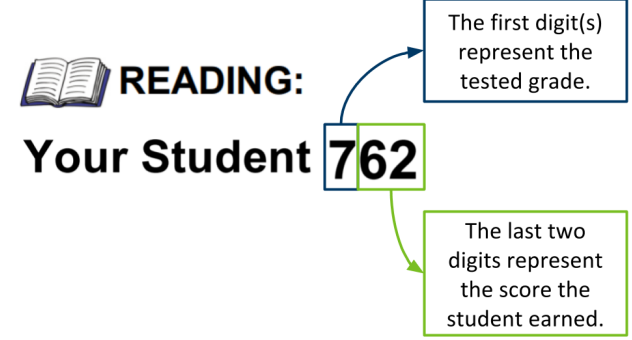 The first digit(s)
represent the
tested grade.
READING:
Your Student 762
The last two
digits represent
the score the
student earned.